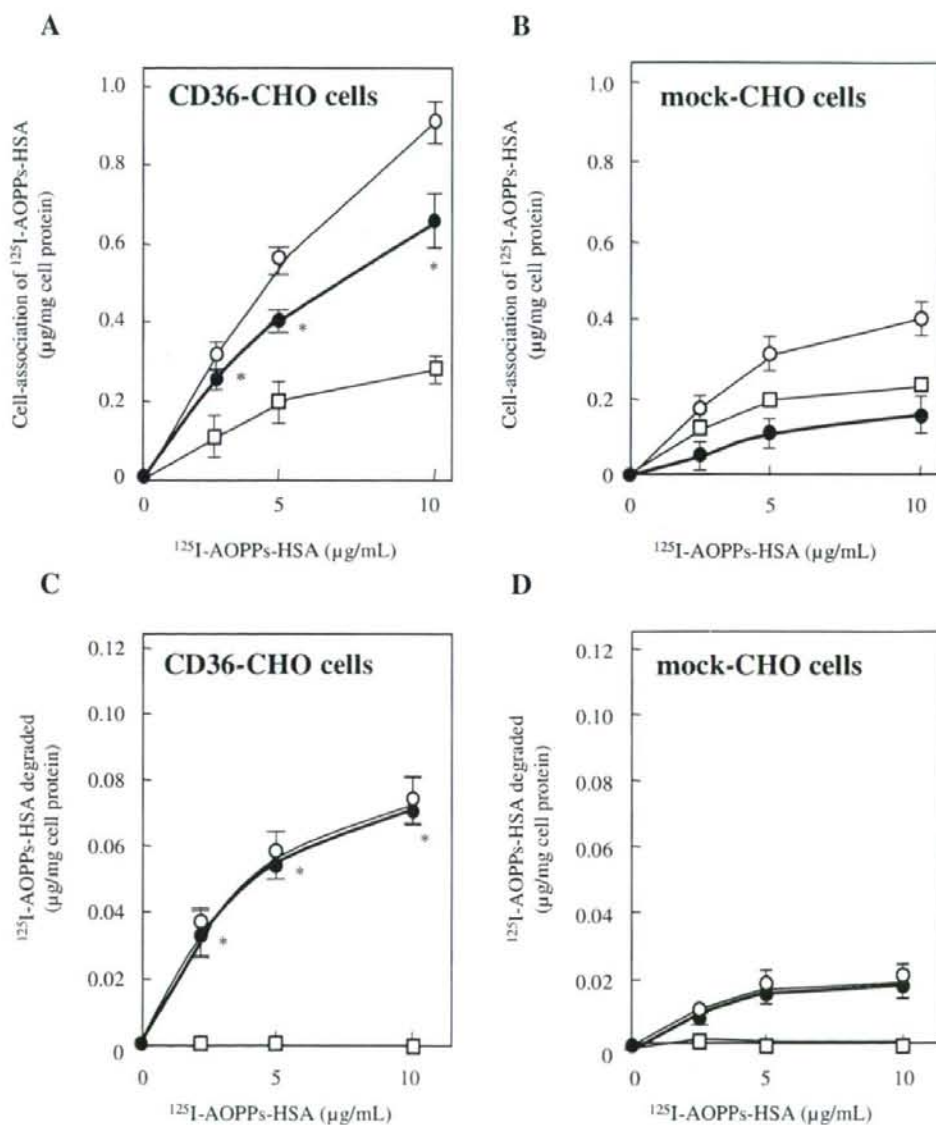 A
CD36-CHO cells
1.0
0.8
0.6
0.4
0.2
0
Cell-association of ¹²⁵I-AOPPs-HSA
(µg/mg cell protein)
*
*
*
0
5
10
¹²⁵I-AOPPs-HSA (µg/mL)
B
mock-CHO cells
1.0
0.8
0.6
0.4
0.2
0
Cell-association of ¹²⁵I-AOPPs-HSA
(µg/mg cell protein)
0
5
10
¹²⁵I-AOPPs-HSA (µg/mL)
C
CD36-CHO cells
0.12
0.10
0.08
0.06
0.04
0.02
0
¹²⁵I-AOPPs-HSA degraded
(µg/mg cell protein)
*
*
*
0
5
10
¹²⁵I-AOPPs-HSA (µg/mL)
D
mock-CHO cells
0.12
0.10
0.08
0.06
0.04
0.02
0
¹²⁵I-AOPPs-HSA degraded
(µg/mg cell protein)
0
5
10
¹²⁵I-AOPPs-HSA (µg/mL)